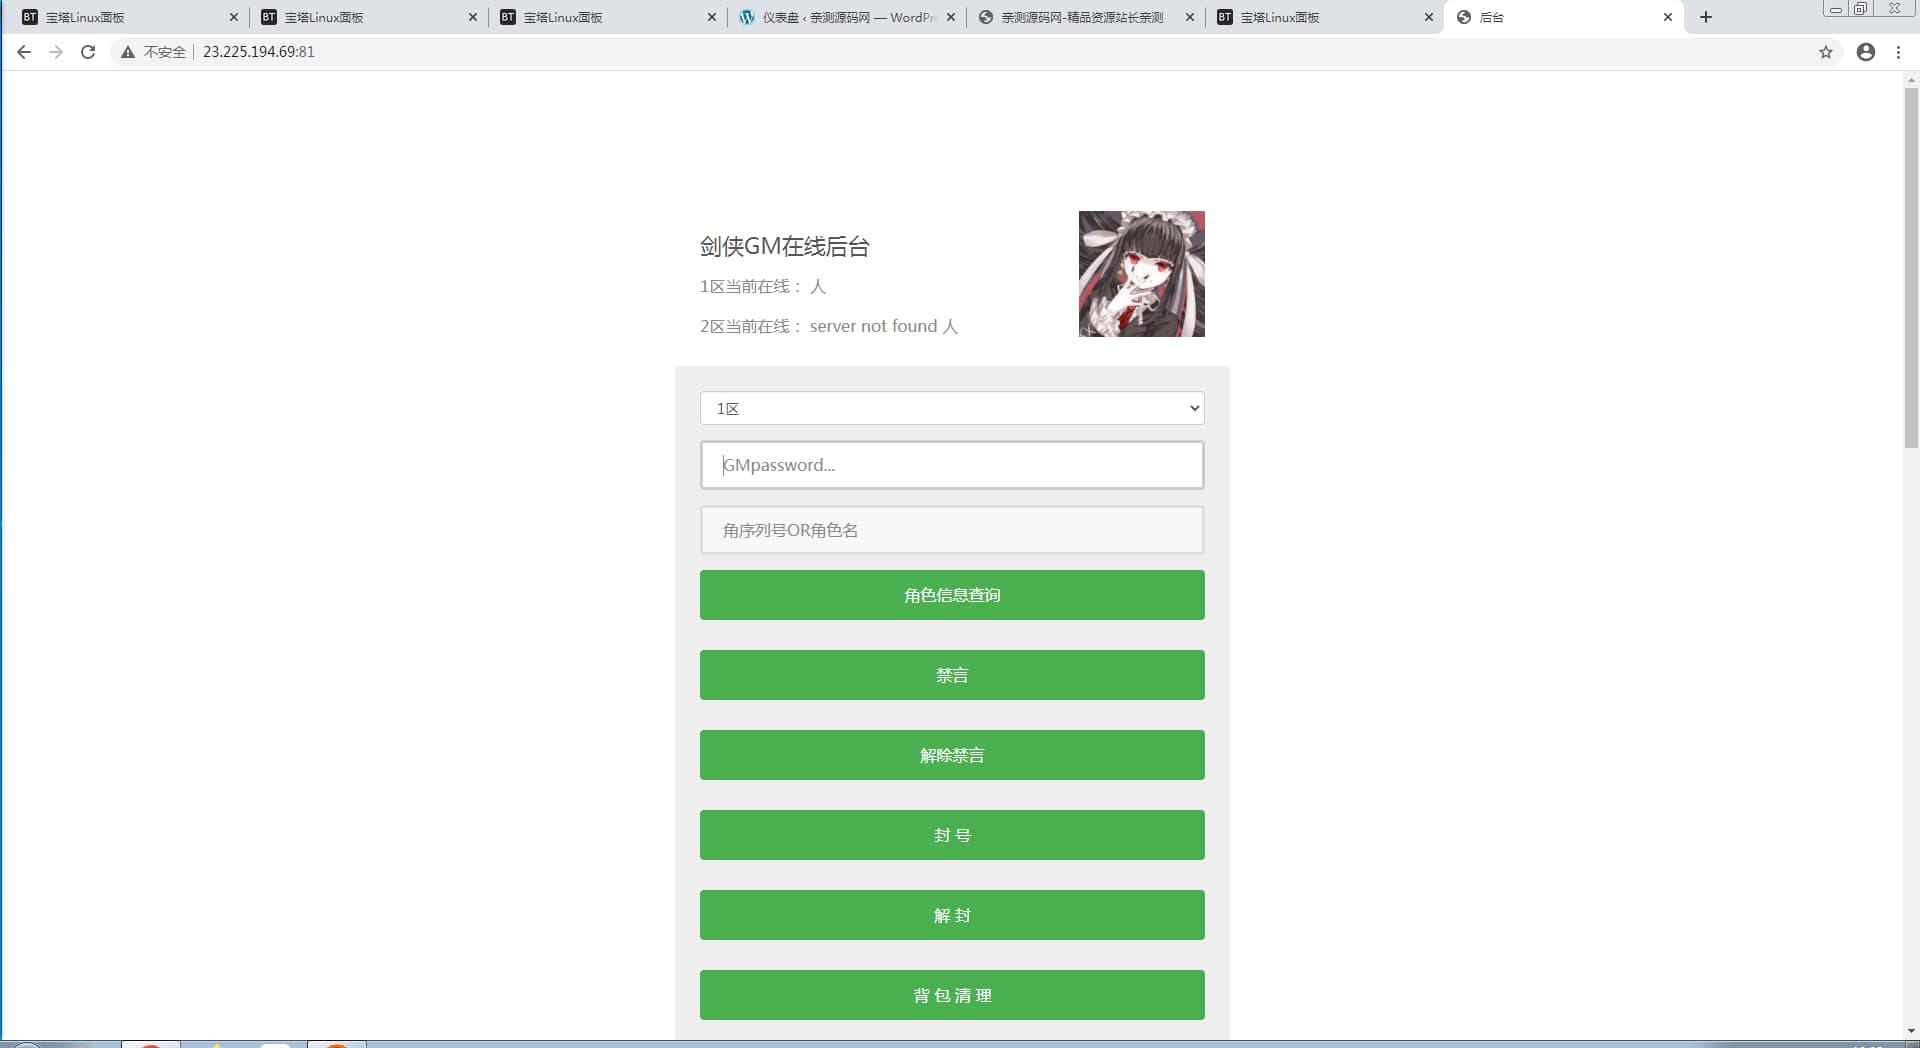 宝塔Linux面板
宝塔Linux面板
宝塔Linux面板
仪表盘 ‹ 亲测源码网 — WordPr
亲测源码网-精品资源站长亲测
宝塔Linux面板
后台
不安全
23.225.194.69:81
剑侠GM在线后台
1区当前在线： 人
2区当前在线： server not found 人
1区
GMpassword...
角序列号OR角色名
角色信息查询
禁言
解除禁言
封 号
解 封
背 包 清 理